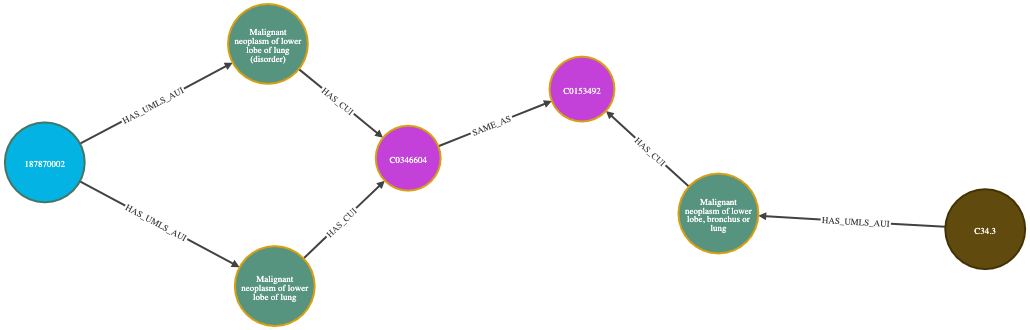 Malignant
neoplasm of lower
lobe of lung
(disorder)
HAS_UMLS_AUI
HAS_CUI
C0153492
SAME_AS
187870002
C0346604
HAS_CUI
HAS_UMLS_AUI
HAS_CUI
Malignant
neoplasm of lower
lobe, bronchus or
lung
HAS_UMLS_AUI
C34.3
Malignant
neoplasm of lower
lobe of lung